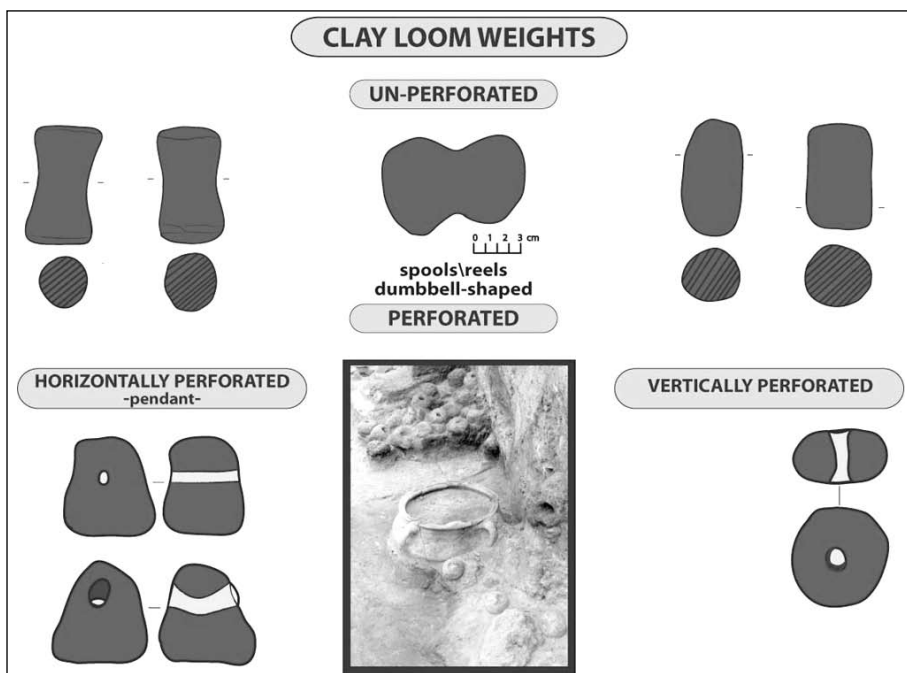 CLAY LOOM WEIGHTS
UN-PERFORATED
0 1 2 3 cm
spools\reels
dumbbell-shaped
PERFORATED
HORIZONTALLY PERFORATED
-pendant-
VERTICALLY PERFORATED